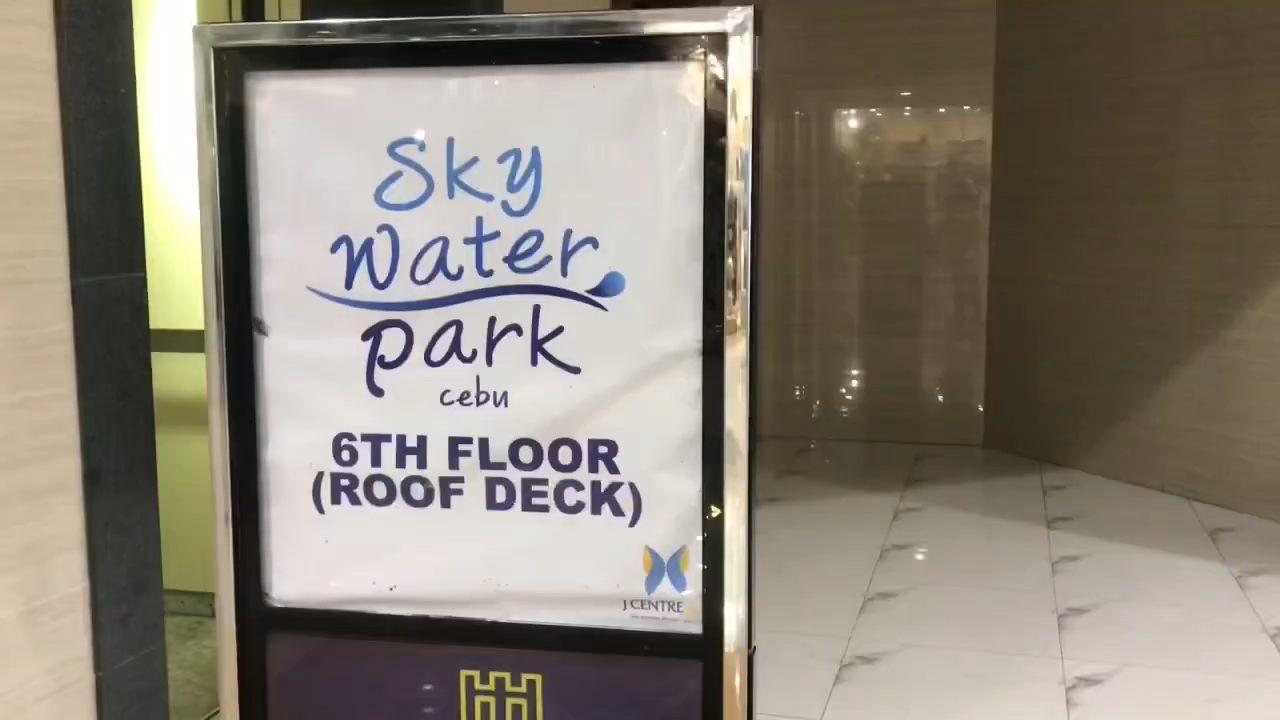 Sky
water
park
cebu
6TH FLOOR
(ROOF DECK)
J CENTRE